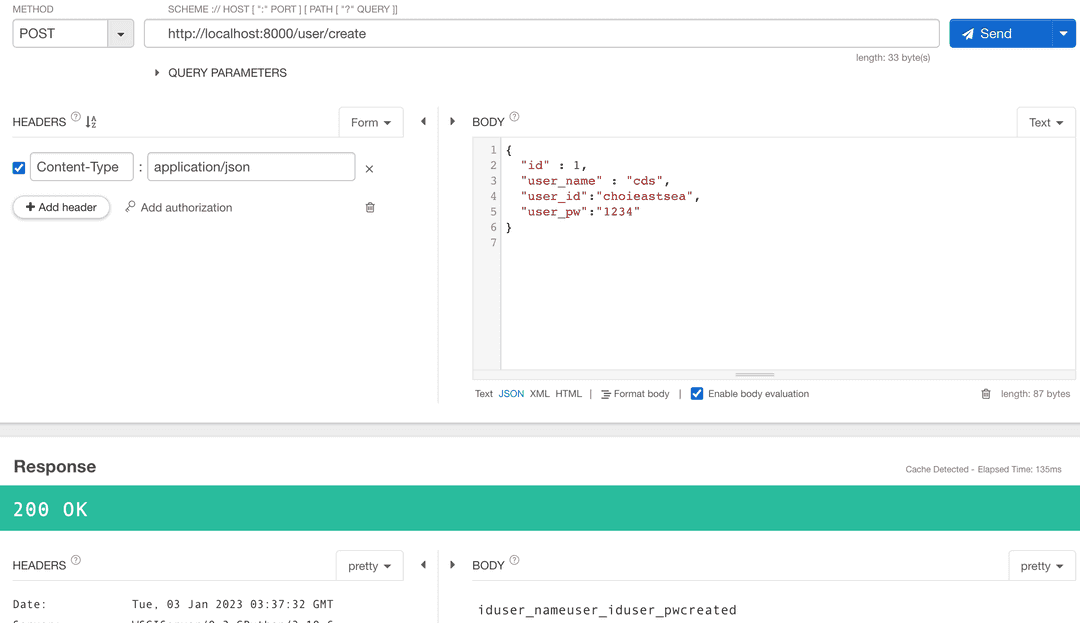 METHOD
SCHEME :// HOST [ ":" PORT ] [ PATH [ "?" QUERY ]]
POST
http://localhost:8000/user/create
Send
length: 33 byte(s)
QUERY PARAMETERS
HEADERS ?
Form
BODY ?
Text
Content-Type : application/json
+ Add header
Add authorization
1 {
2 "id" : 1,
3 "user_name" : "cds",
4 "user_id":"choieastsea",
5 "user_pw":"1234"
6 }
7
Text JSON XML HTML | Format body | Enable body evaluation
length: 87 bytes
Response
Cache Detected - Elapsed Time: 135ms
200 OK
HEADERS ?
pretty
BODY ?
pretty
Date: Tue, 03 Jan 2023 03:37:32 GMT
iduser_nameuser_iduser_pwcreated